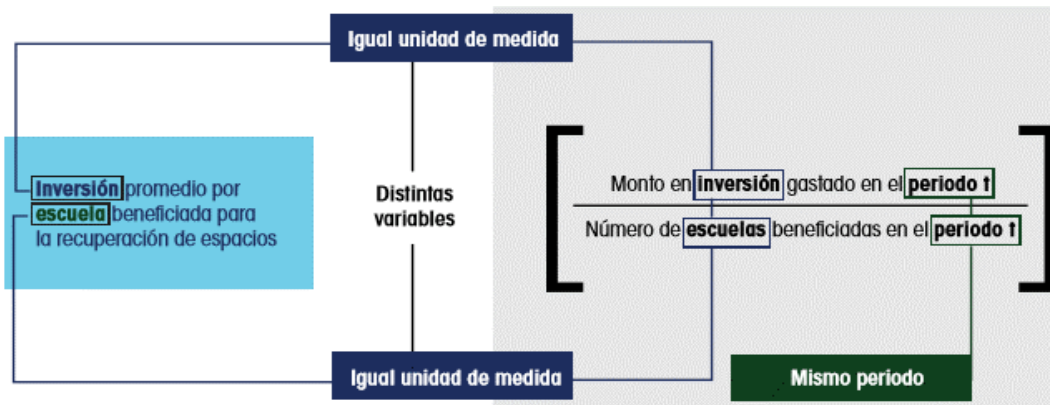 Igual unidad de medida
Inversión promedio por
escuela beneficiada para
la recuperación de espacios
Distintas
variables
Monto en inversión gastado en el periodo t
Número de escuelas beneficiadas en el periodo t
Igual unidad de medida
Mismo periodo